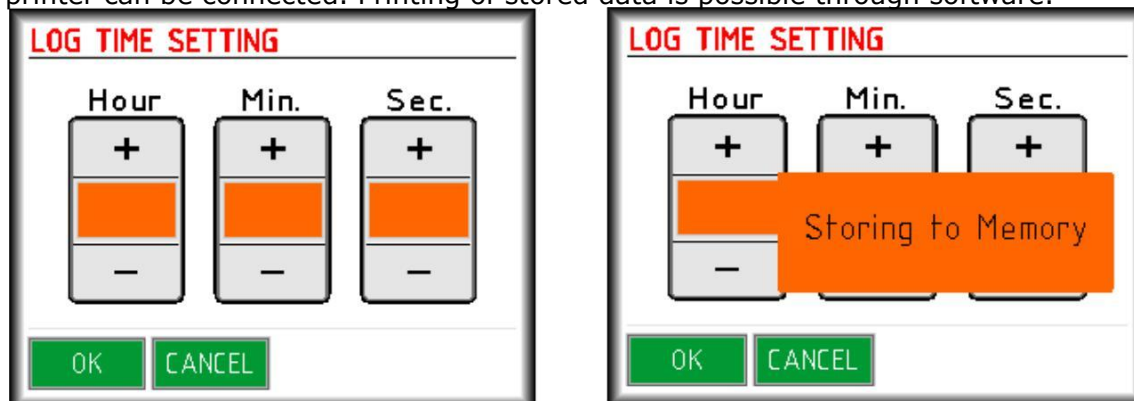 printer can be connected. Printing of stored data is possible through software.
LOG TIME SETTING
Hour Min. Sec.
+ + +
- - -
OK CANCEL
LOG TIME SETTING
Hour Min. Sec.
+ + +
Storing to Memory
-
OK CANCEL